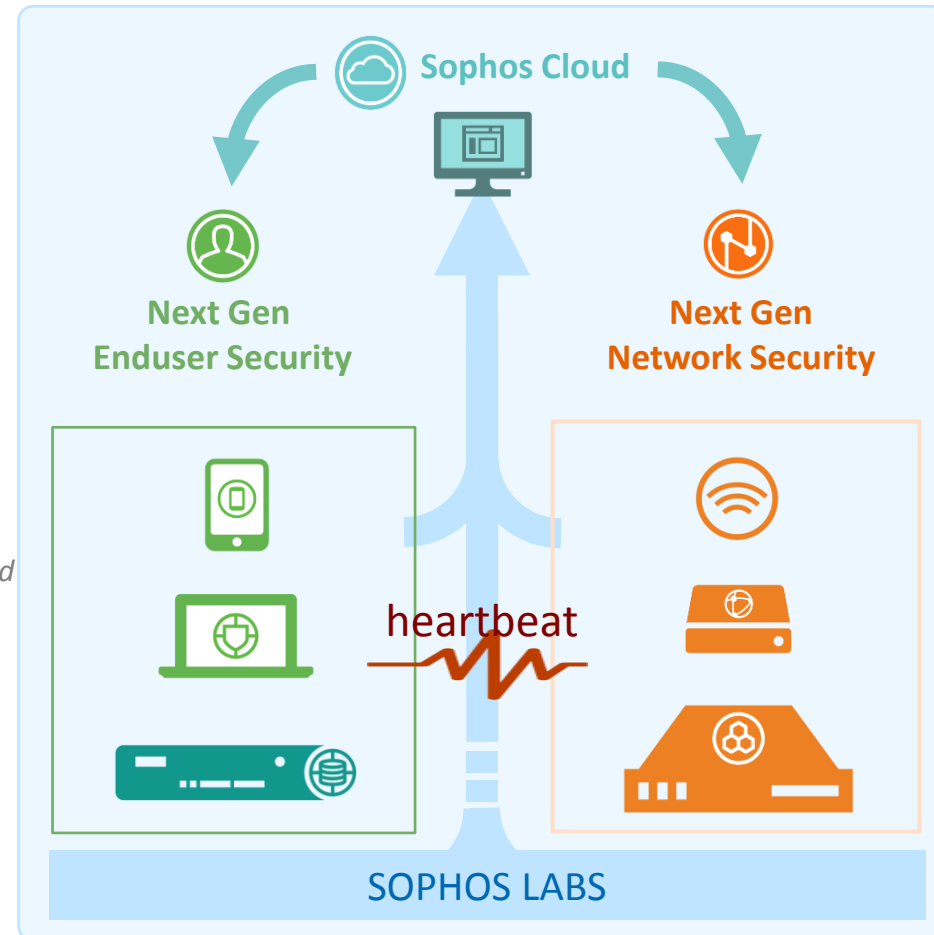 Sophos Cloud
Next Gen
Enduser Security
Next Gen
Network Security
d
heartbeat
SOPHOS LABS